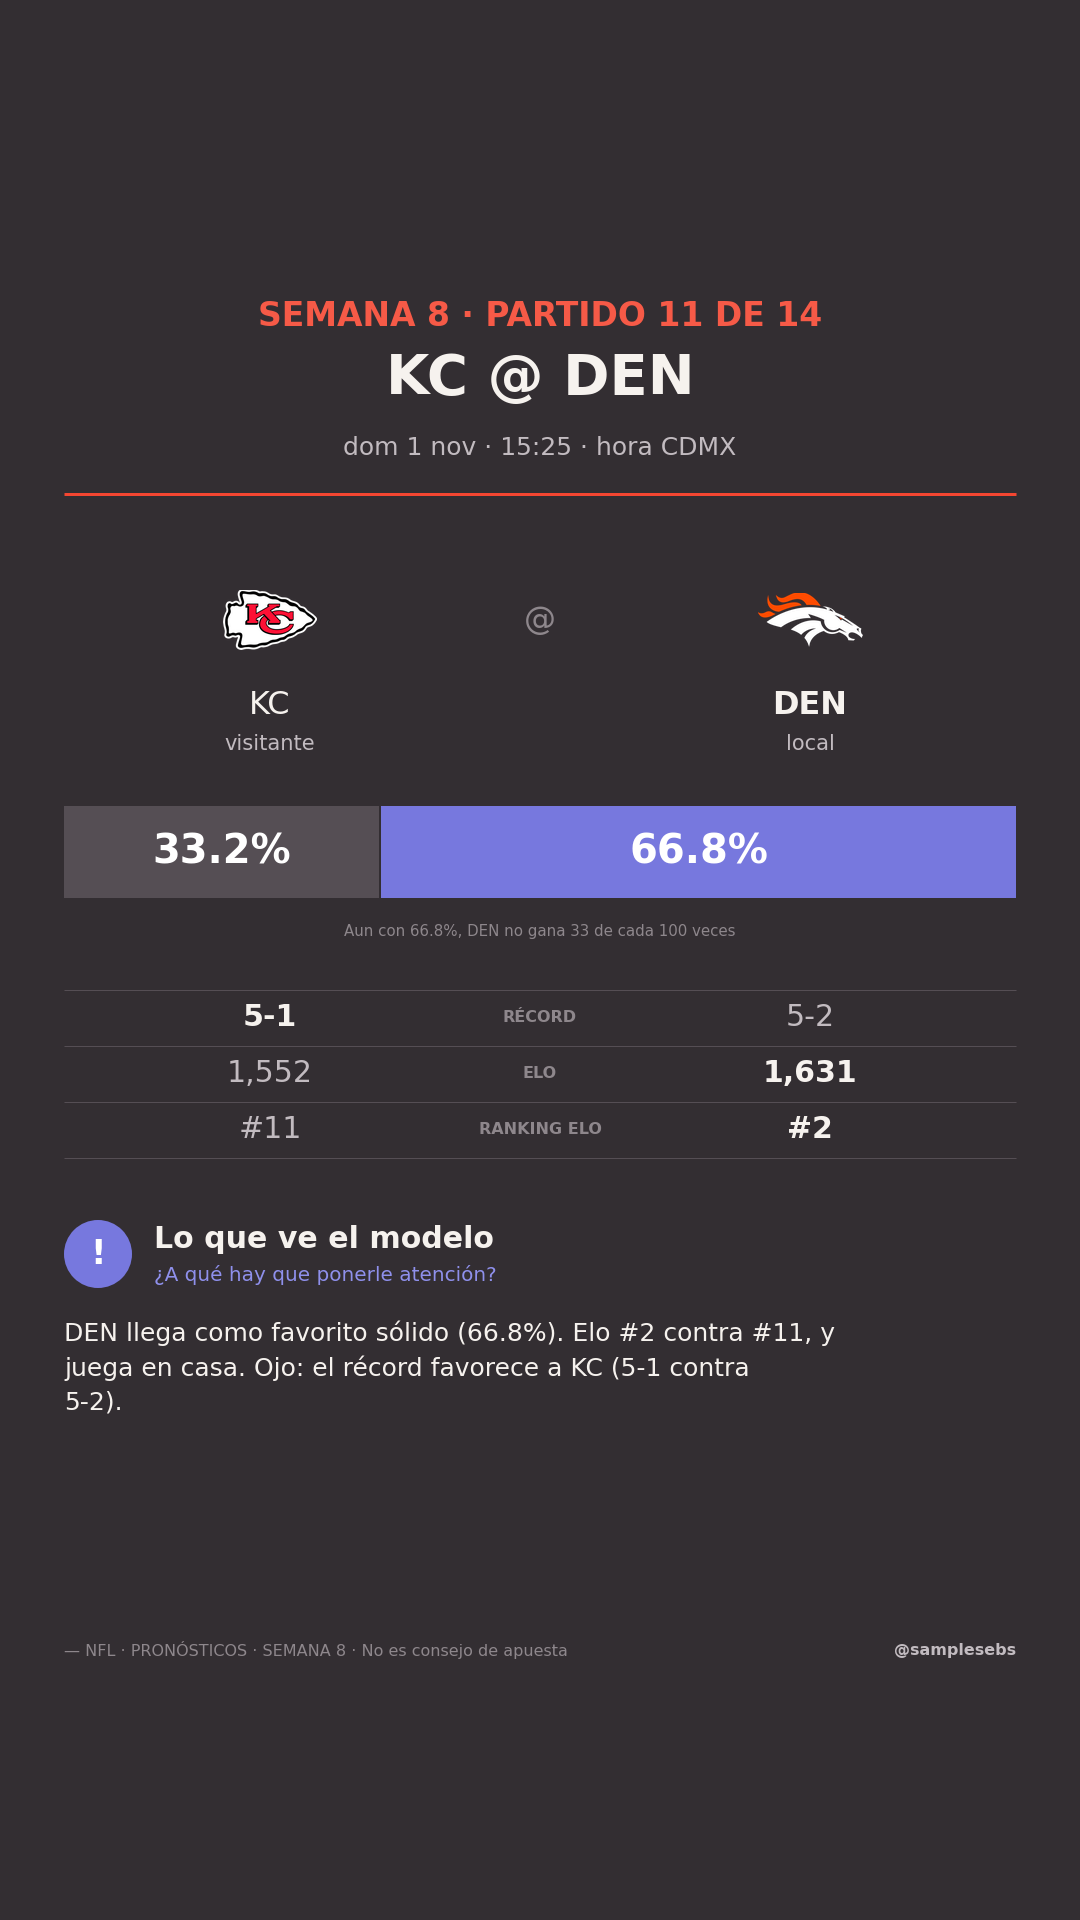 SEMANA 8 · PARTIDO 11 DE 14
KC @ DEN
dom 1 nov · 15:25 · hora CDMX
KC
@
KC
DEN
visitante
local
33.2%
66.8%
Aun con 66.8%, DEN no gana 33 de cada 100 veces
5-1 RÉCORD 5-2
1,552 ELO 1,631
#11 RANKING ELO #2
!
Lo que ve el modelo
¿A qué hay que ponerle atención?
DEN llega como favorito sólido (66.8%). Elo #2 contra #11, y
juega en casa. Ojo: el récord favorece a KC (5-1 contra
5-2).
— NFL · PRONÓSTICOS · SEMANA 8 · No es consejo de apuesta
@samplesebs